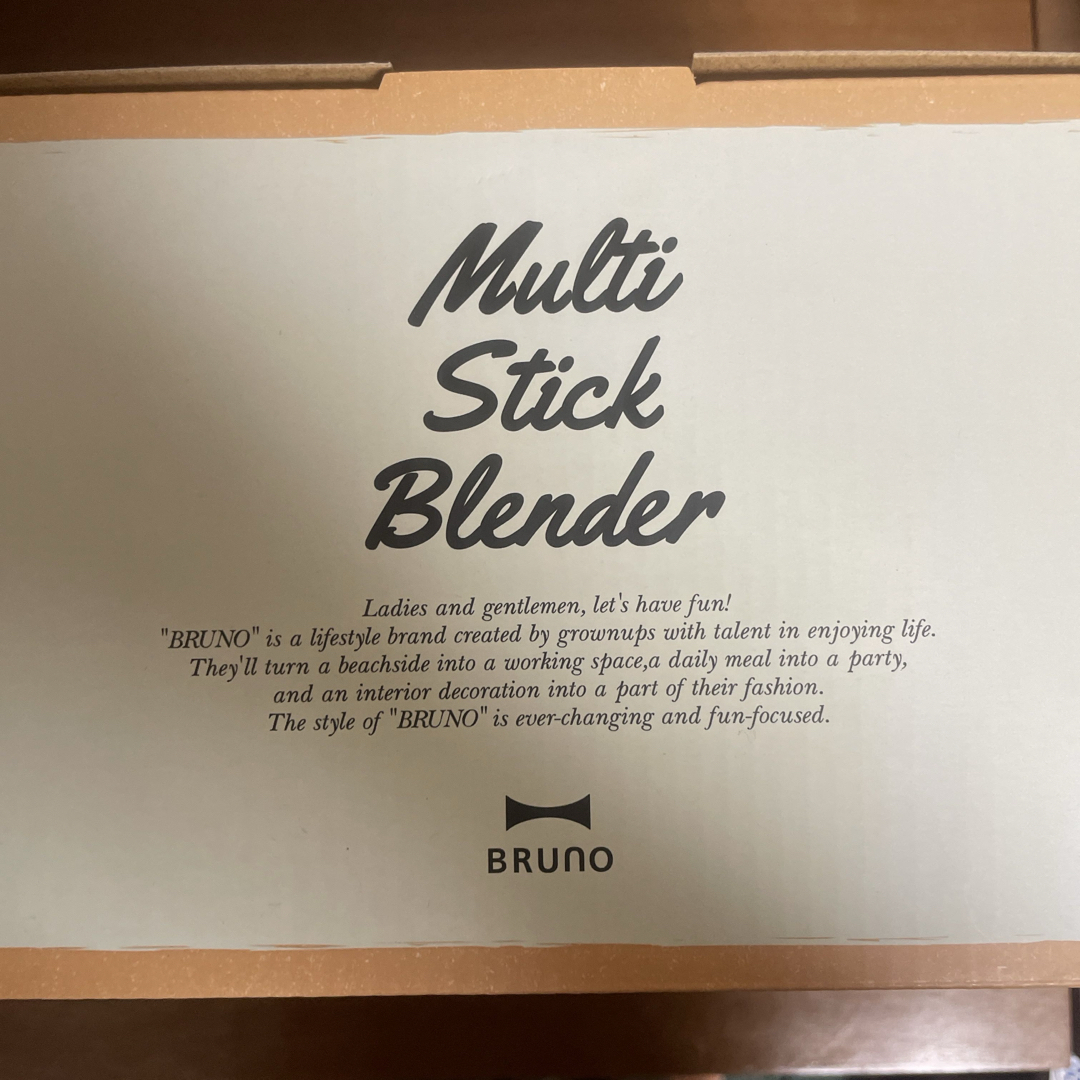 Multi
Stick
Blender
Ladies and gentlemen, let's have fun!
"BRUNO" is a lifestyle brand created by grownups with talent in enjoying life.
They'll turn a beachside into a working space,a daily meal into a party,
and an interior decoration into a part of their fashion.
The style of "BRUNO" is ever-changing and fun-focused.
BRUNO